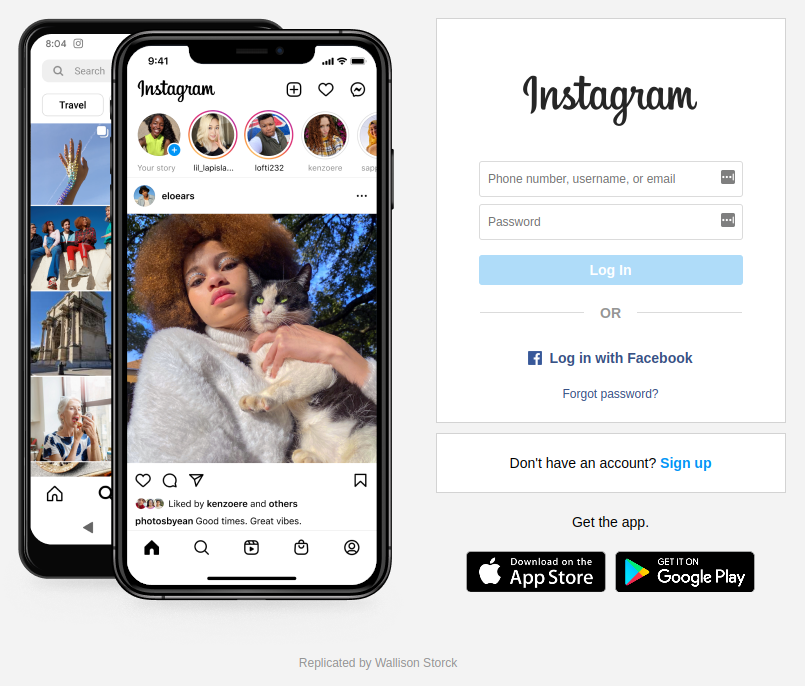 8:04
Search
Travel
9:41
Instagram
Your story
lil_lapisla...
lofti232
kenzoere
eloears
Liked by kenzoere and others
photosbyean Good times. Great vibes.
Instagram
Phone number, username, or email
Password
Log In
OR
Log in with Facebook
Forgot password?
Don't have an account? Sign up
Get the app.
Download on the
App Store
GET IT ON
Google Play
Replicated by Wallison Storck